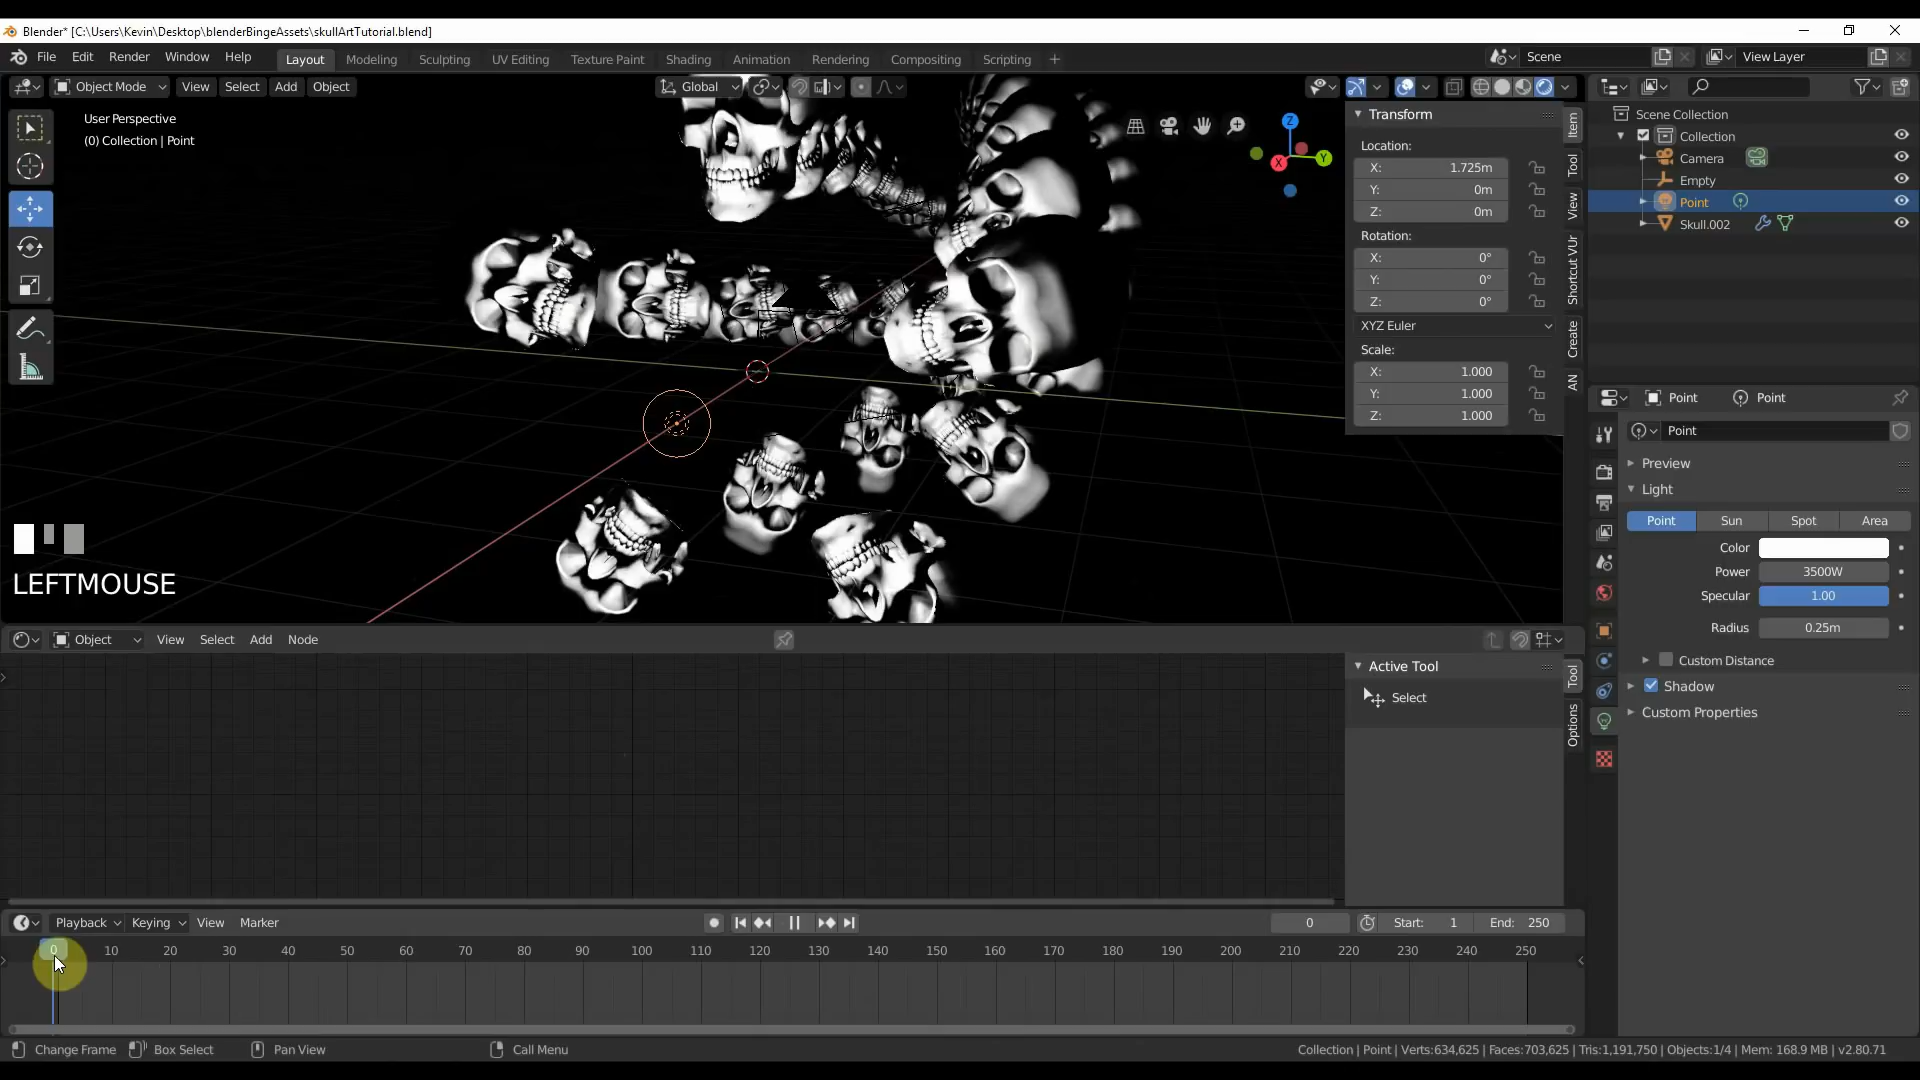 Blender* [C:\Users\Kevin\Desktop\blenderBingeAssets\skullArtTutorial.blend]
File Edit Render Window Help Layout Modeling Sculpting UV Editing Texture Paint Shading Animation Rendering Compositing Scripting + Scene View Layer
Object Mode View Select Add Object Global
User Perspective
(0) Collection | Point
Z
X
Y
Transform
Location:
X: 1.725m
Y: 0m
Z: 0m
Rotation:
X: 0°
Y: 0°
Z: 0°
XYZ Euler
Scale:
X: 1.000
Y: 1.000
Z: 1.000
Item
Tool
View
Shortcut VUr
Create
AN
Scene Collection
Collection
Camera
Empty
Point
Skull.002
Point Point
Point
Preview
Light
Point Sun Spot Area
Color
Power 3500W
Specular 1.00
Radius 0.25m
Custom Distance
Shadow
Custom Properties
LEFTMOUSE
Object View Select Add Node
Active Tool
Select
Tool
Options
Playback Keying View Marker 0 Start: 1 End: 250
0 10 20 30 40 50 60 70 80 90 100 110 120 130 140 150 160 170 180 190 200 210 220 230 240 250
Change Frame Box Select Pan View Call Menu Collection | Point | Verts:634,625 | Faces:703,625 | Tris:1,191,750 | Objects:1/4 | Mem: 168.9 MB | v2.80.71